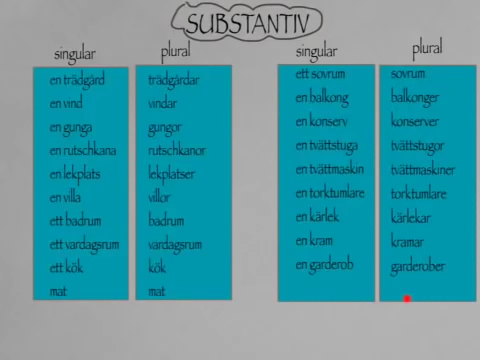 SUBSTANTIV
singular
plural
en trädgård
trädgårdar
en vind
vindar
en gunga
gungor
en rutschkana
rutschkanor
en lekplats
lekplatser
en villa
villor
ett badrum
badrum
ett vardagsrum
vardagsrum
ett kök
kök
mat
mat
singular
plural
ett sovrum
sovrum
en balkong
balkonger
en konserv
konserver
en tvättstuga
tvättstugor
en tvättmaskin
tvättmaskiner
en torktumlare
torktumlare
en kärlek
kärlekar
en kram
kramar
en garderob
garderober